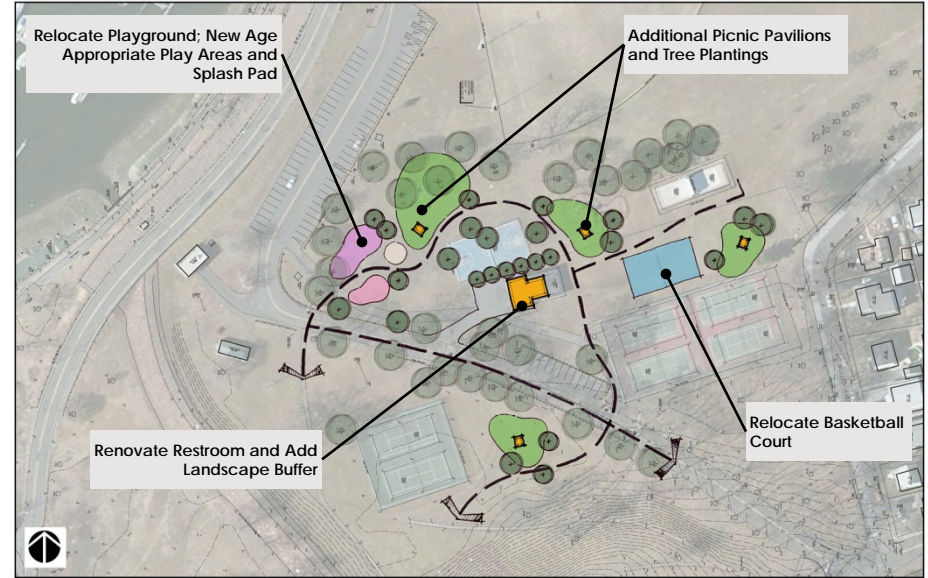 Relocate Playground; New Age
Appropriate Play Areas and
Splash Pad
Additional Picnic Pavilions
and Tree Plantings
Renovate Restroom and Add
Landscape Buffer
Relocate Basketball
Court